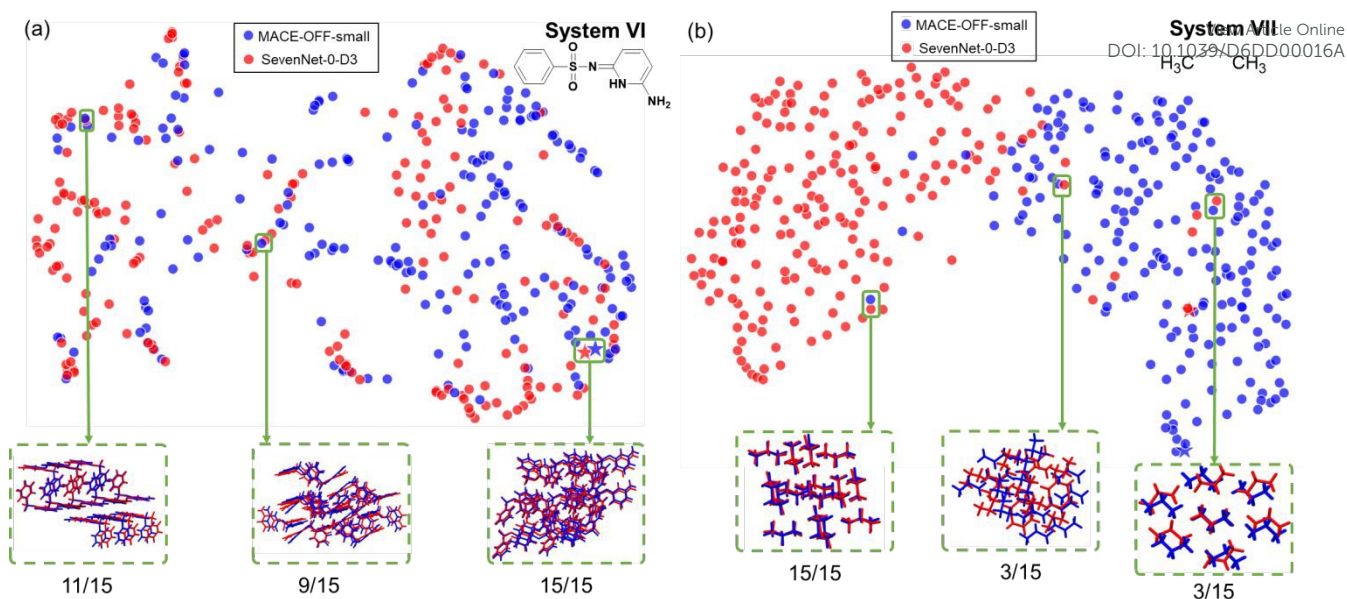 (a)
MACE-OFF-small
SevenNet-0-D3
System VI
O
S
N
O
HN
NH₂
11/15
9/15
15/15
(b)
MACE-OFF-small
SevenNet-0-D3
System VII
View Article Online
DOI: 10.1039/D6DD00016A
H₃C
CH₃
15/15
3/15
3/15